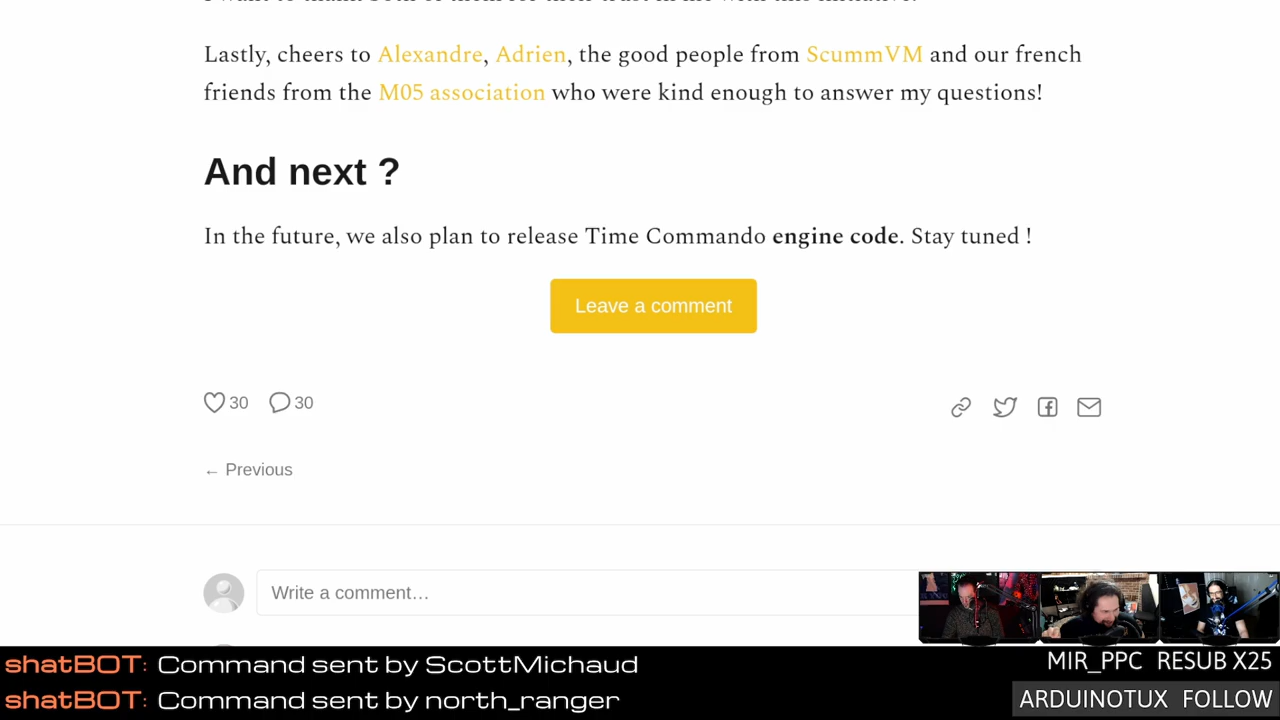 Lastly, cheers to Alexandre, Adrien, the good people from ScummVM and our french
friends from the M05 association who were kind enough to answer my questions!
And next ?
In the future, we also plan to release Time Commando engine code. Stay tuned !
Leave a comment
30 30
← Previous
Write a comment…
shatBOT: Command sent by ScottMichaud
MIR_PPC RESUB X25
shatBOT: Command sent by north_ranger
ARDUINOTUX FOLLOW